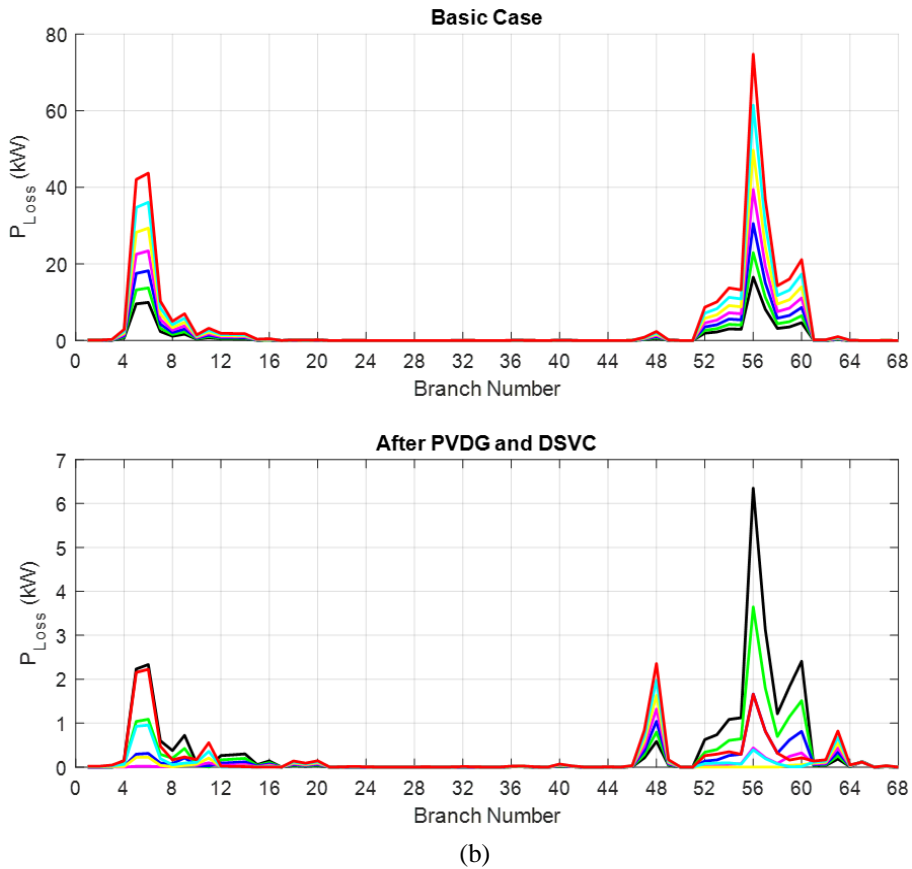 Basic Case
80
60
40
20
0
P_Loss (kW)
0 4 8 12 16 20 24 28 32 36 40 44 48 52 56 60 64 68
Branch Number
After PVDG and DSVC
7
6
5
4
3
2
1
0
P_Loss (kW)
0 4 8 12 16 20 24 28 32 36 40 44 48 52 56 60 64 68
Branch Number
(b)